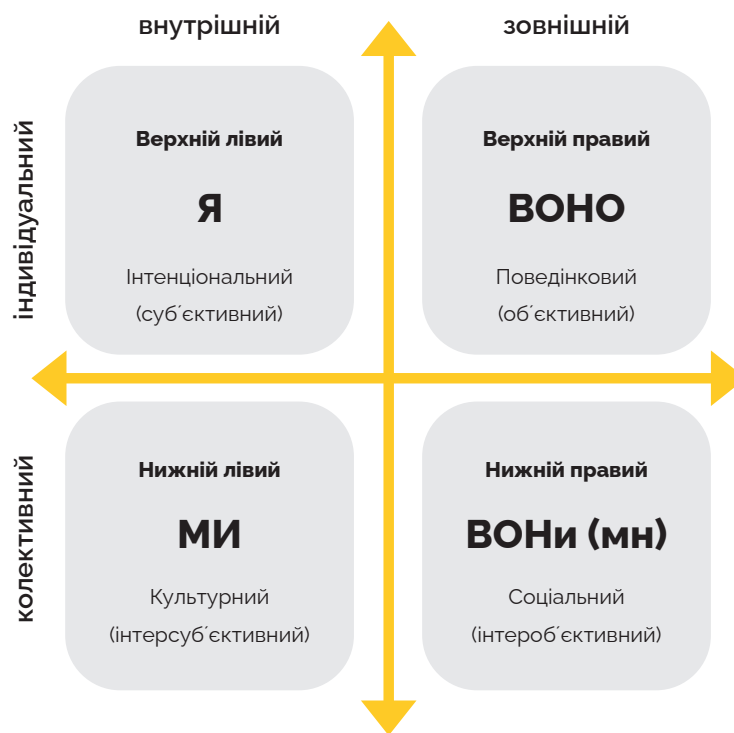 внутрішній
зовнішній
індивідуальний
Верхній лівий
Я
Інтенціональний
(суб´єктивний)
Верхній правий
ВОНО
Поведінковий
(об´єктивний)
колективний
Нижній лівий
МИ
Культурний
(інтерсуб´єктивний)
Нижній правий
ВОНи (мн)
Соціальний
(інтероб´єктивний)